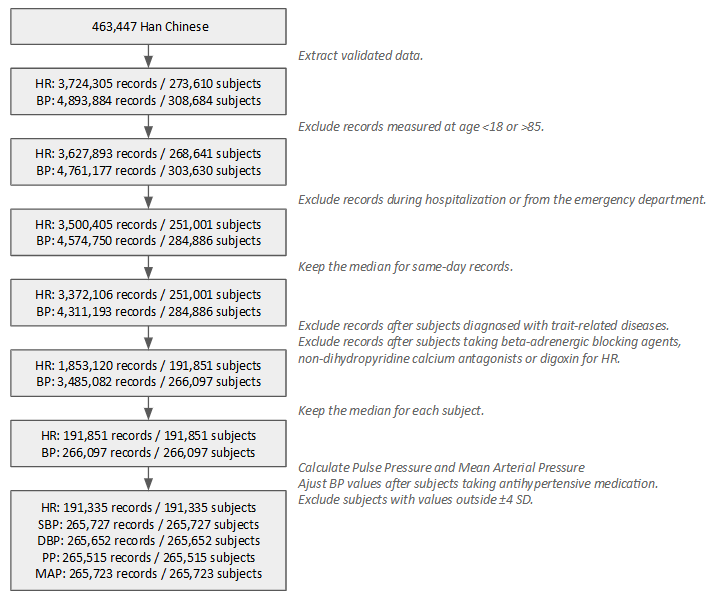 463,447 Han Chinese
Extract validated data.
HR: 3,724,305 records / 273,610 subjects
BP: 4,893,884 records / 308,684 subjects
Exclude records measured at age <18 or >85.
HR: 3,627,893 records / 268,641 subjects
BP: 4,761,177 records / 303,630 subjects
Exclude records during hospitalization or from the emergency department.
HR: 3,500,405 records / 251,001 subjects
BP: 4,574,750 records / 284,886 subjects
Keep the median for same-day records.
HR: 3,372,106 records / 251,001 subjects
BP: 4,311,193 records / 284,886 subjects
Exclude records after subjects diagnosed with trait-related diseases.
Exclude records after subjects taking beta-adrenergic blocking agents,
non-dihydropyridine calcium antagonists or digoxin for HR.
HR: 1,853,120 records / 191,851 subjects
BP: 3,485,082 records / 266,097 subjects
Keep the median for each subject.
HR: 191,851 records / 191,851 subjects
BP: 266,097 records / 266,097 subjects
Calculate Pulse Pressure and Mean Arterial Pressure
Ajust BP values after subjects taking antihypertensive medication.
Exclude subjects with values outside ±4 SD.
HR: 191,335 records / 191,335 subjects
SBP: 265,727 records / 265,727 subjects
DBP: 265,652 records / 265,652 subjects
PP: 265,515 records / 265,515 subjects
MAP: 265,723 records / 265,723 subjects